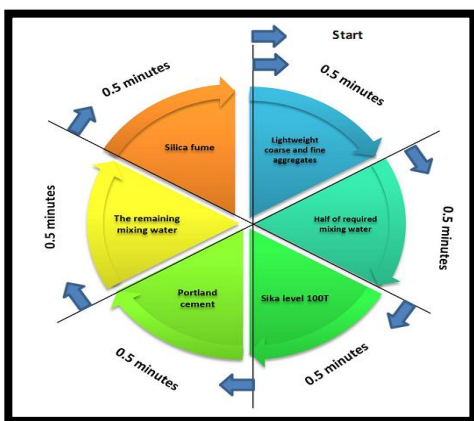 Start
0.5 minutes
Lightweight
coarse and fine
aggregates
0.5 minutes
Half of required
mixing water
0.5 minutes
Sika level 100T
0.5 minutes
Portland
cement
0.5 minutes
The remaining
mixing water
0.5 minutes
Silica fume